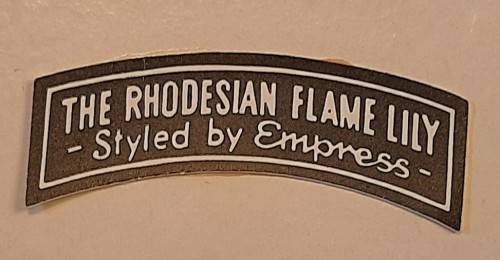 THE RHODESIAN FLAME LILY
- Styled by Empress -